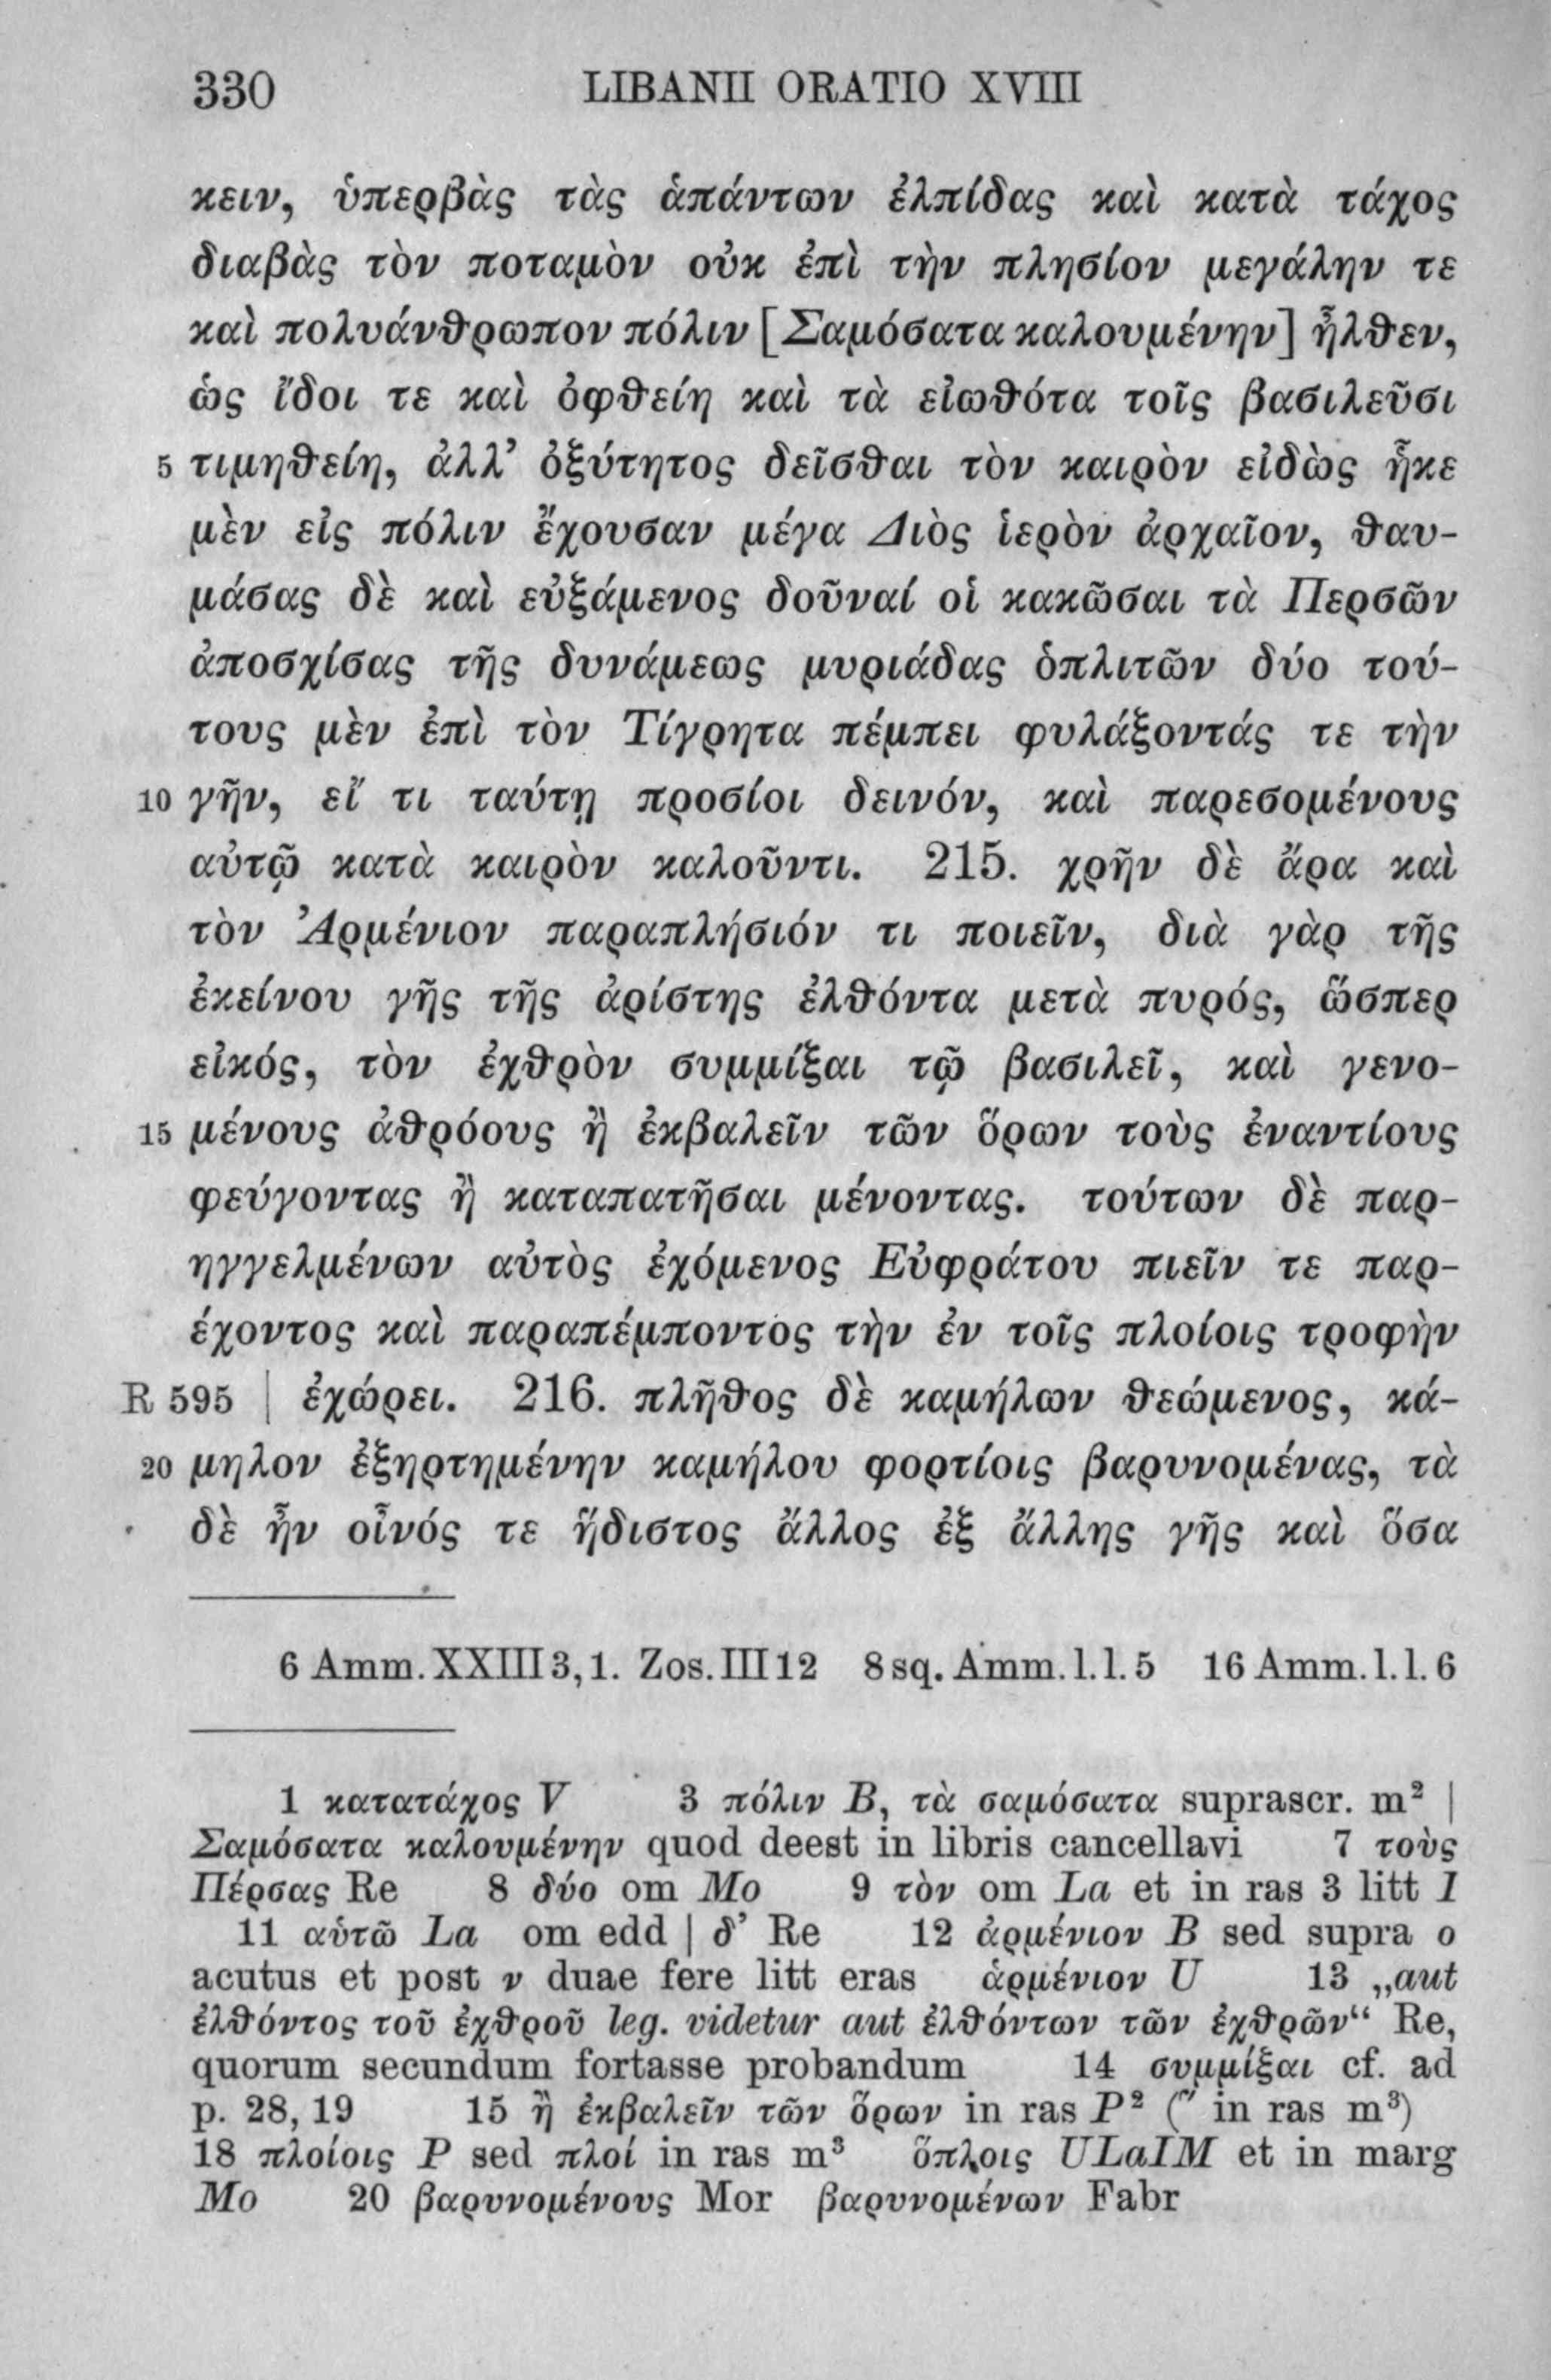 330 LIBANII ORATIO XVIII
κειν, ὑπερβὰς τὰς ἁπάντων ἐλπίδας καὶ κατὰ τάχος
διαβὰς τὸν ποταμὸν οὐκ ἐπὶ τὴν πλησίον μεγάλην τε
καὶ πολυάνθρωπον πόλιν [Σαμόσατα καλουμένην] ἦλθεν,
ὡς ἴδοι τε καὶ ὀφθείη καὶ τὰ εἰωθότα τοῖς βασιλεῦσι
5 τιμηθείη, ἀλλ’ ὀξύτητος δεῖσθαι τὸν καιρὸν εἰδὼς ἧκε
μὲν εἰς πόλιν ἔχουσαν μέγα Διὸς ἱερὸν ἀρχαῖον, θαυ-
μάσας δὲ καὶ εὐξάμενος δοῦναί οἱ κακῶσαι τὰ Περσῶν
ἀποσχίσας τῆς δυνάμεως μυριάδας ὁπλιτῶν δύο τού-
τους μὲν ἐπὶ τὸν Τίγρητα πέμπει φυλάξοντάς τε τὴν
10 γῆν, εἴ τι ταύτῃ προσίοι δεινόν, καὶ παρεσομένους
αὐτῷ κατὰ καιρὸν καλοῦντι. 215. χρῆν δὲ ἄρα καὶ
τὸν Ἀρμένιον παραπλήσιόν τι ποιεῖν, διὰ γὰρ τῆς
ἐκείνου γῆς τῆς ἀρίστης ἐλθόντα μετὰ πυρός, ὥσπερ
εἰκός, τὸν ἐχθρὸν συμμίξαι τῷ βασιλεῖ, καὶ γενο-
15 μένους ἀθρόους ἢ ἐκβαλεῖν τῶν ὅρων τοὺς ἐναντίους
φεύγοντας ἢ καταπατῆσαι μένοντας. τούτων δὲ παρ-
ηγγελμένων αὐτὸς ἐχόμενος Εὐφράτου πιεῖν τε παρ-
έχοντος καὶ παραπέμποντος τὴν ἐν τοῖς πλοίοις τροφὴν
R 595 | ἐχώρει. 216. πλῆθος δὲ καμήλων θεώμενος, κά-
20 μηλον ἐξηρτημένην καμήλου φορτίοις βαρυνομένας, τὰ
δὲ ἦν οἶνός τε ἥδιστος ἄλλος ἐξ ἄλλης γῆς καὶ ὅσα
6 Amm. XXIII 3, 1. Zos. III 12 8 sq. Amm. l. l. 5 16 Amm. l. l. 6
1 κατατάχος V 3 πόλιν B, τὰ σαμόσατα suprascr. m² |
Σαμόσατα καλουμένην quod deest in libris cancellavi 7 τοὺς
Πέρσας Re 8 δύο om Mo 9 τὸν om La et in ras 3 litt I
11 αὑτῶ La om edd | δ’ Re 12 ἀρμένιον B sed supra ο
acutus et post ν duae fere litt eras ἁρμένιον U 13 „aut
ἐλθόντος τοῦ ἐχθροῦ leg. videtur aut ἐλθόντων τῶν ἐχθρῶν“ Re,
quorum secundum fortasse probandum 14 συμμίξαι cf. ad
p. 28, 19 15 ἢ ἐκβαλεῖν τῶν ὅρων in ras P² (῞ in ras m³)
18 πλοίοις P sed πλοί in ras m³ ὅπλοις ULaIM et in marg
Mo 20 βαρυνομένους Mor βαρυνομένων Fabr